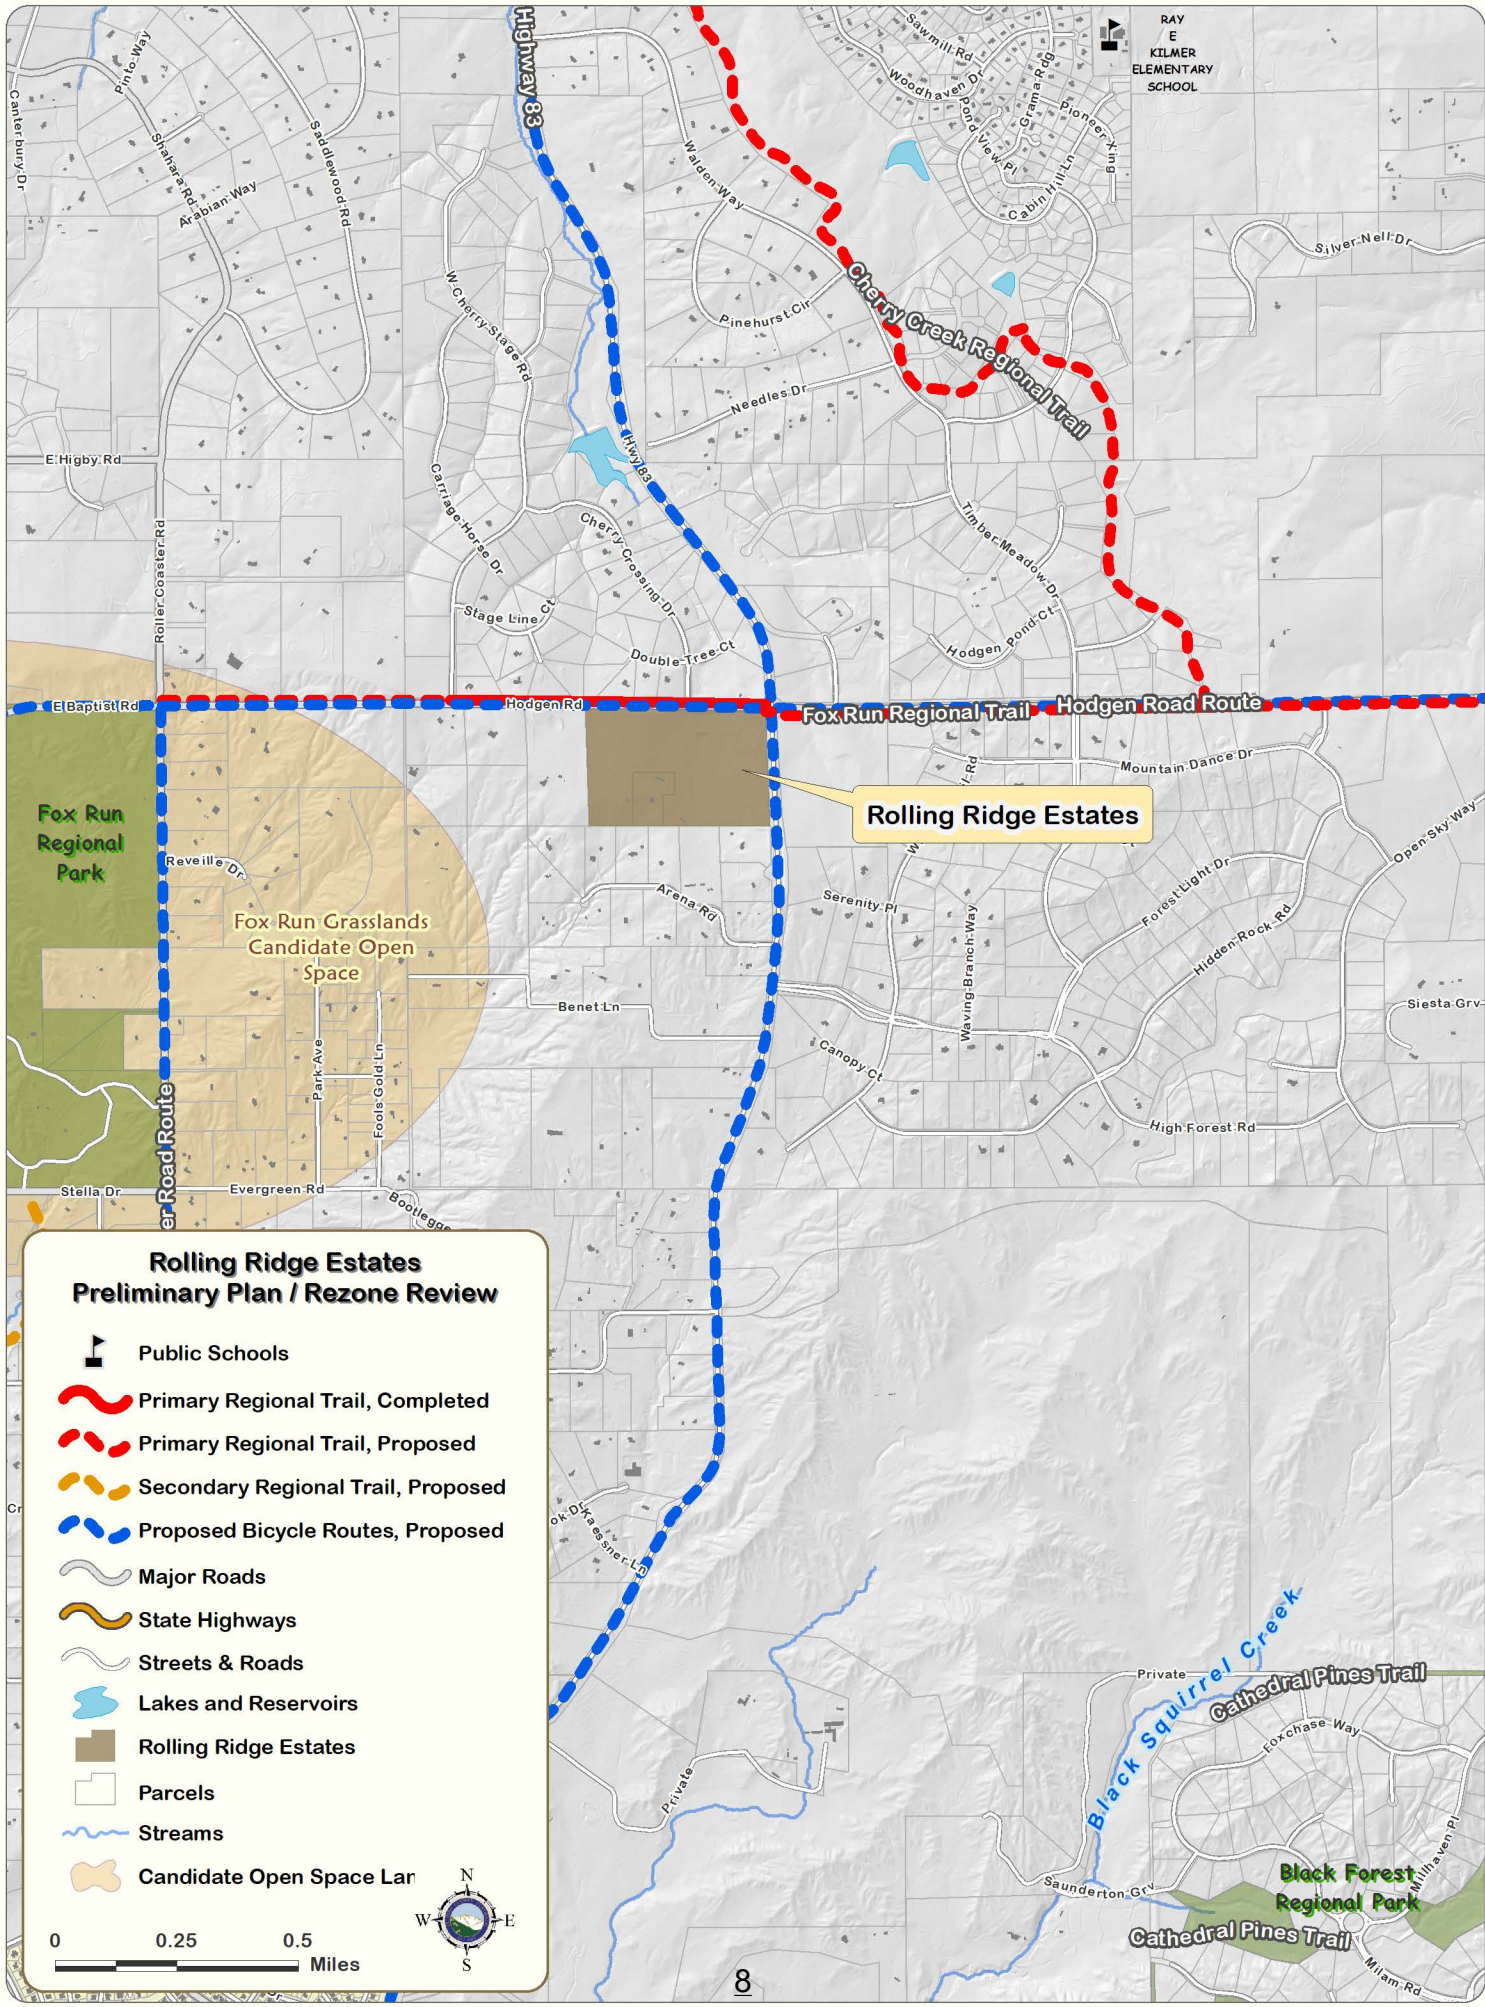 RAY
E
KILMER
ELEMENTARY
SCHOOL
Highway 83
Sawmill Rd
Woodhaven Dr
Grama Rdg
Pioneer Xing
Pond View Pl
Cabin Hill Ln
Pinto Way
Canterbury Dr
Shahara Rd
Saddlewood Rd
Arabian Way
Walden Way
Silver Nell Dr
W Cherry Stage Rd
Pinehurst Cir
Cherry Creek Regional Trail
Needles Dr
Hwy 83
E Higby Rd
Carriage Horse Dr
Cherry Crossing Dr
Timber Meadow Dr
Roller Coaster Rd
Stage Line Ct
Double Tree Ct
Hodgen Pond Ct
E Baptist Rd
Hodgen Rd
Fox Run Regional Trail
Hodgen Road Route
Mountain Dance Dr
Rolling Ridge Estates
Fox Run
Regional
Park
Reveille Dr
Open Sky Way
Forest Light Dr
Arena Rd
Serenity Pl
Hidden Rock Rd
Waving Branch Way
Fox Run Grasslands
Candidate Open
Space
Benet Ln
Siesta Grv
Park Ave
Fools Gold Ln
Canopy Ct
High Forest Rd
er Road Route
Stella Dr
Evergreen Rd
Bootlegge
Rolling Ridge Estates
Preliminary Plan / Rezone Review
Public Schools
Primary Regional Trail, Completed
Primary Regional Trail, Proposed
Secondary Regional Trail, Proposed
Proposed Bicycle Routes, Proposed
Major Roads
State Highways
Streets & Roads
Lakes and Reservoirs
Rolling Ridge Estates
Parcels
Streams
Candidate Open Space Lan
N
W E
S
0 0.25 0.5
Miles
Cr
ok Dr
Kaessner Ln
Private
Private
Black Squirrel Creek
Cathedral Pines Trail
Foxchase Way
Millhaven Pl
Saunderton Grv
Black Forest
Regional Park
Cathedral Pines Trail
Milam Rd
8